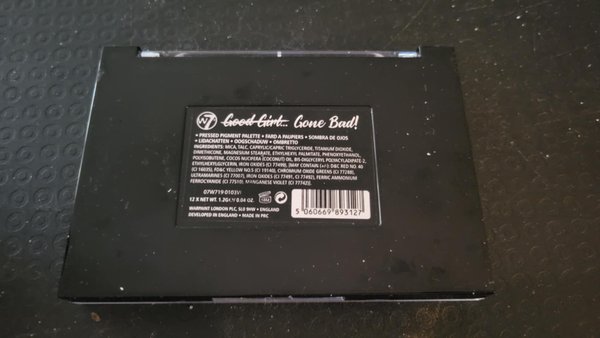 W7 Good Girl... Gone Bad!
• PRESSED PIGMENT PALETTE • FARD A PAUPIERS • SOMBRA DE OJOS
• LIDACHATTEN • OOGSCHADUW • OMBRETTO
INGREDIENTS: MICA, TALC, CAPRYLIC/CAPRIC TRIGLYCERIDE, TITANIUM DIOXIDE,
DIMETHICONE, MAGNESIUM STEARATE, ETHYLHEXYL PALMITATE, PHENOXYETHANOL,
POLYISOBUTENE, COCOS NUCIFERA (COCONUT) OIL, BIS-DIGLYCERYL POLYACYLADIPATE-2,
ETHYLHEXYLGLYCERIN, IRON OXIDES (CI 77499). [MAY CONTAIN (+/-): D&C RED NO. 40
(CI 16035), FD&C YELLOW NO.5 (CI 19140), CHROMIUM OXIDE GREENS (CI 77288),
ULTRAMARINES (CI 77007), IRON OXIDES (CI 77491, CI 77492), FERRIC AMMONIUM
FERROCYANIDE (CI 77510), MANGANESE VIOLET (CI 77742)].
12 X NET WT. 1.2G 0.04 OZ.
WARPAINT LONDON PLC, SL0 9HW • ENGLAND
DEVELOPED IN ENGLAND • MADE IN PRC
5 060669 893127